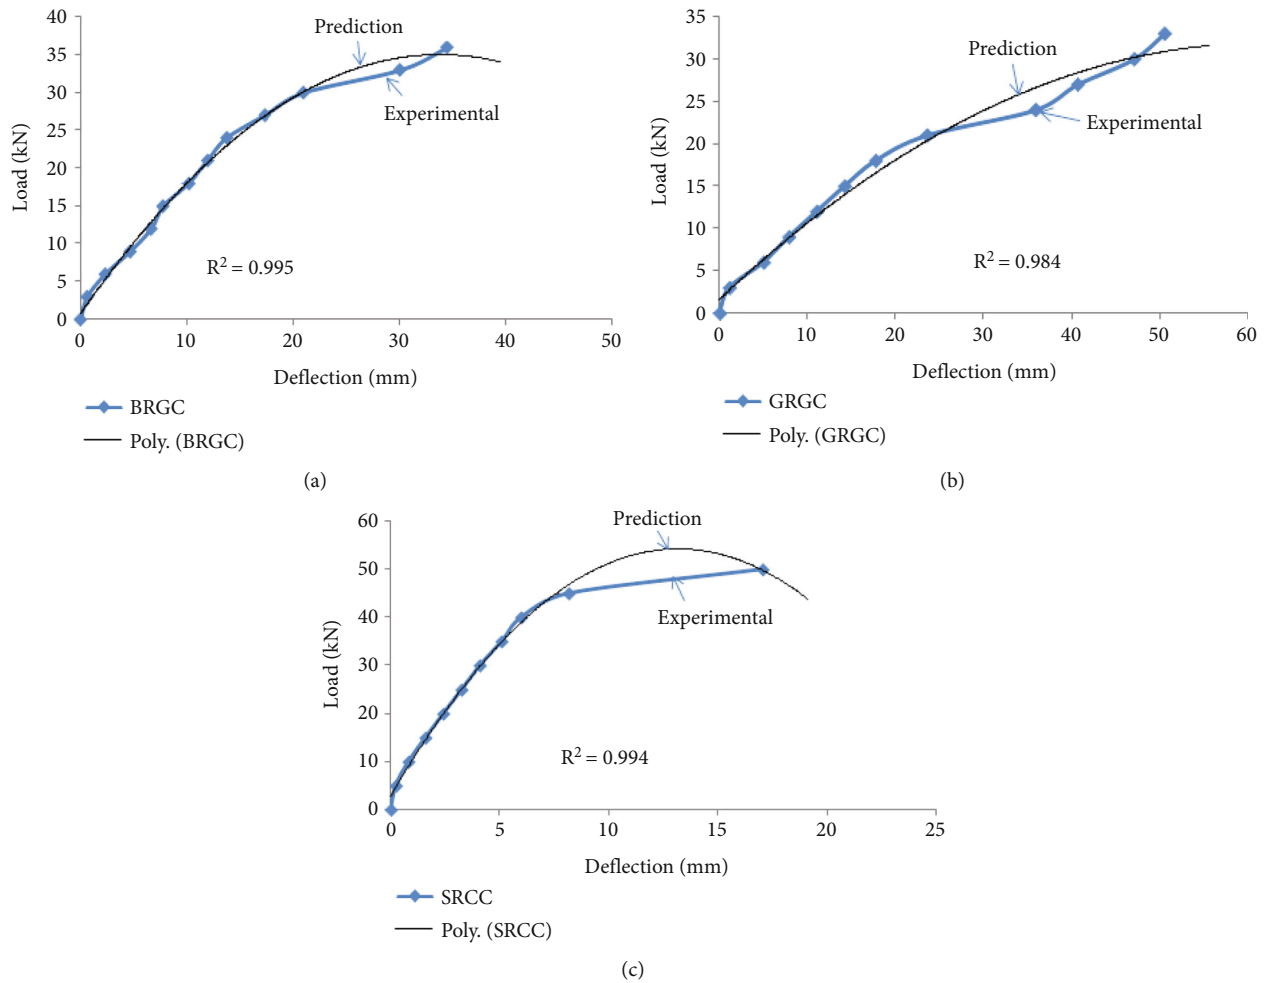 40
35
30
25
20
15
10
5
0
Load (kN)
Prediction
Experimental
R² = 0.995
0 10 20 30 40 50
Deflection (mm)
BRGC
Poly. (BRGC)
(a)
35
30
25
20
15
10
5
0
Load (kN)
Prediction
Experimental
R² = 0.984
0 10 20 30 40 50 60
Deflection (mm)
GRGC
Poly. (GRGC)
(b)
60
50
40
30
20
10
0
Load (kN)
Prediction
Experimental
R² = 0.994
0 5 10 15 20 25
Deflection (mm)
SRCC
Poly. (SRCC)
(c)